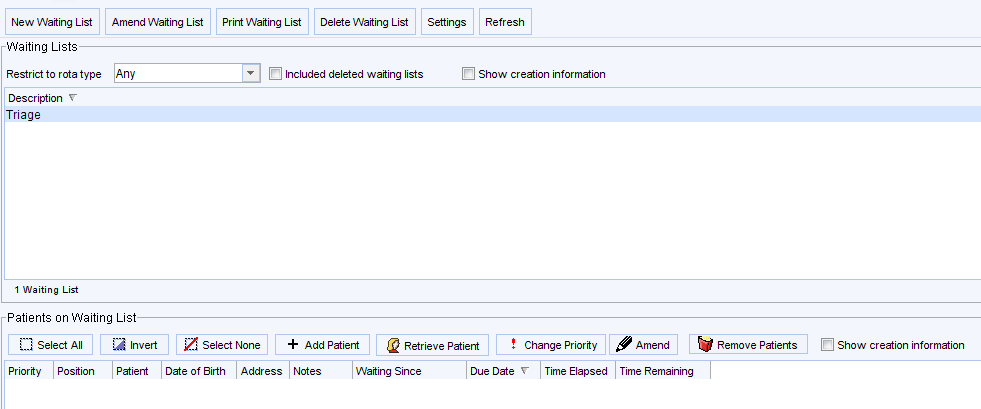 New Waiting List Amend Waiting List Print Waiting List Delete Waiting List Settings Refresh
Waiting Lists
Restrict to rota type Any Included deleted waiting lists Show creation information
Description
Triage
1 Waiting List
Patients on Waiting List
Select All Invert Select None Add Patient Retrieve Patient Change Priority Amend Remove Patients Show creation information
Priority Position Patient Date of Birth Address Notes Waiting Since Due Date Time Elapsed Time Remaining